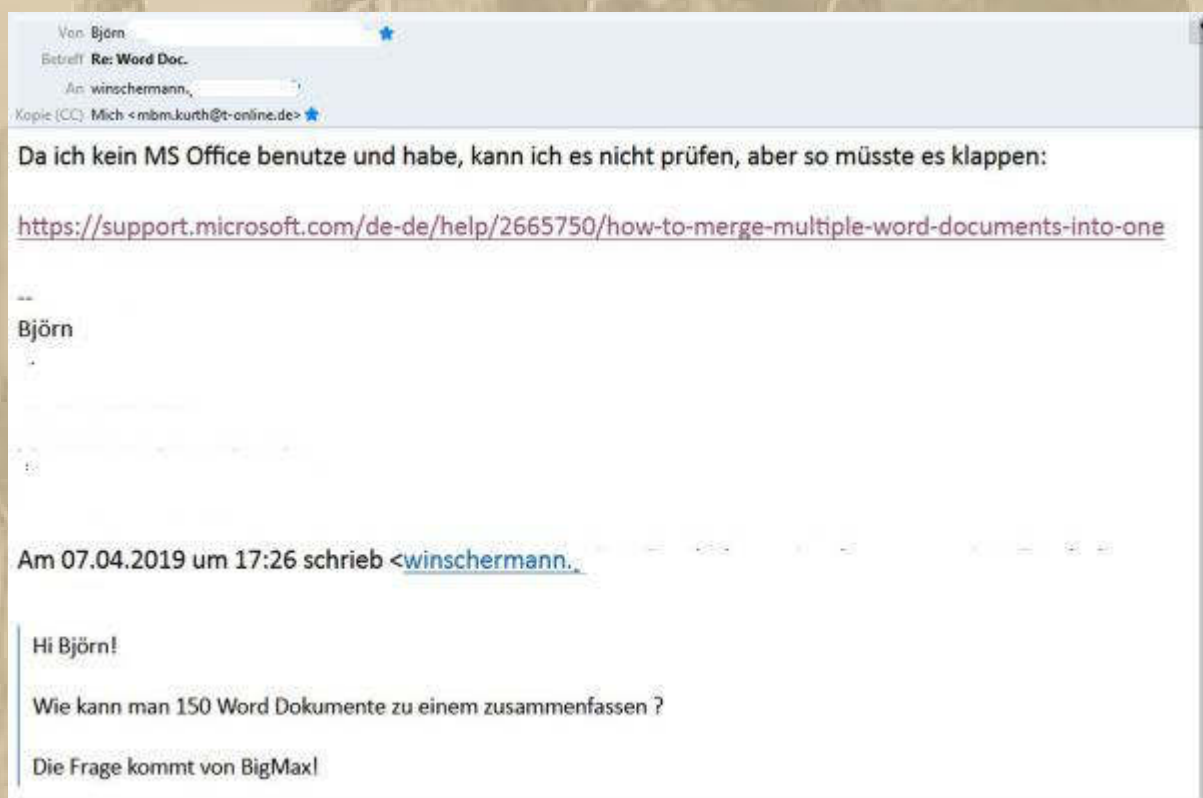 Von Björn
Betreff Re: Word Doc.
An winschermann.
Kopie (CC) Mich <mbm.kurth@t-online.de>
Da ich kein MS Office benutze und habe, kann ich es nicht prüfen, aber so müsste es klappen:
https://support.microsoft.com/de-de/help/2665750/how-to-merge-multiple-word-documents-into-one
--
Björn
Am 07.04.2019 um 17:26 schrieb <winschermann.
Hi Björn!
Wie kann man 150 Word Dokumente zu einem zusammenfassen ?
Die Frage kommt von BigMax!